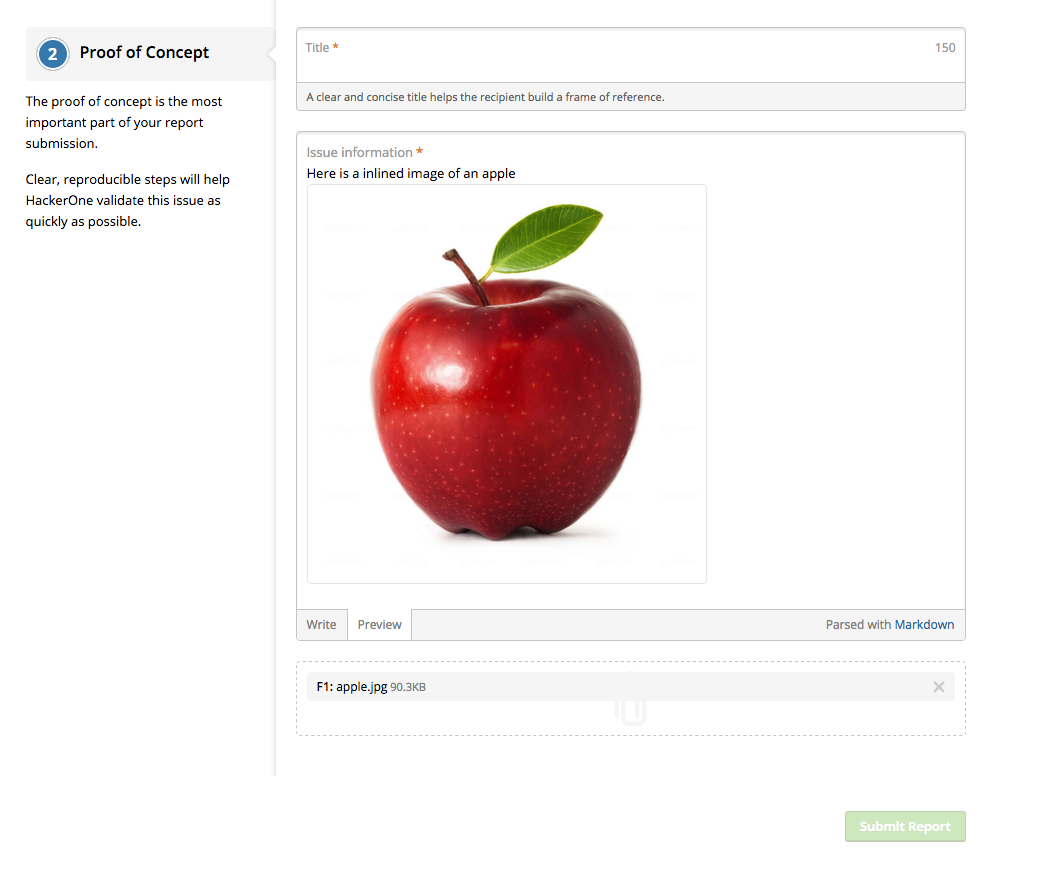 2 Proof of Concept
The proof of concept is the most
important part of your report
submission.
Clear, reproducible steps will help
HackerOne validate this issue as
quickly as possible.
Title * 150
A clear and concise title helps the recipient build a frame of reference.
Issue information *
Here is a inlined image of an apple
Write Preview Parsed with Markdown
F1: apple.jpg 90.3KB
Submit Report